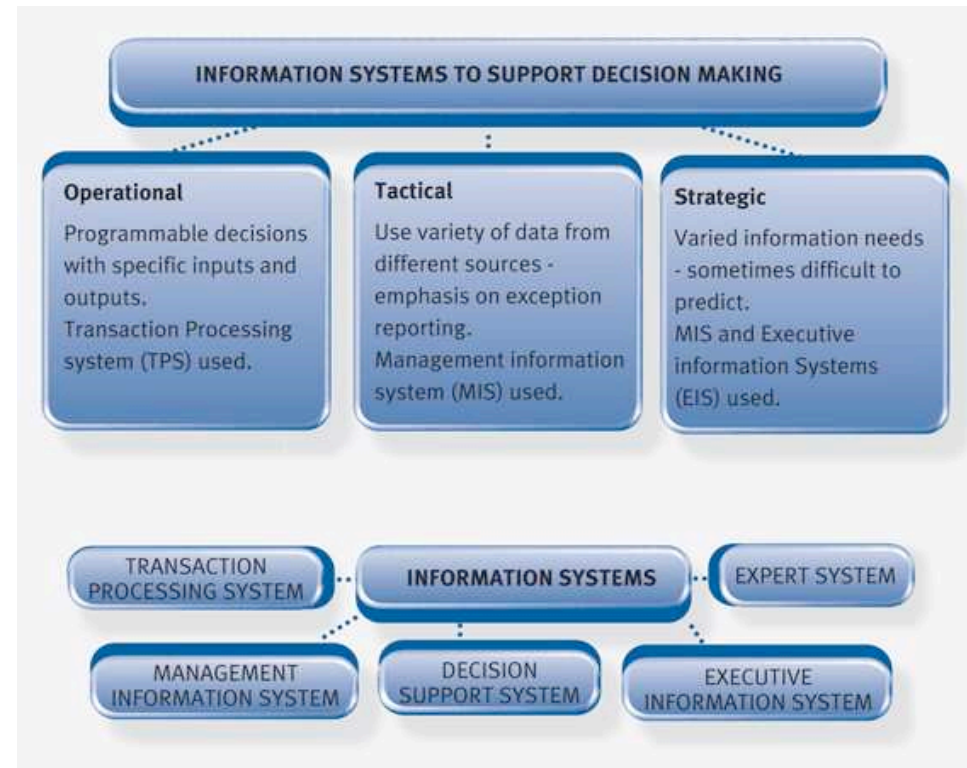 INFORMATION SYSTEMS TO SUPPORT DECISION MAKING
Operational
Programmable decisions
with specific inputs and
outputs.
Transaction Processing
system (TPS) used.
Tactical
Use variety of data from
different sources -
emphasis on exception
reporting.
Management information
system (MIS) used.
Strategic
Varied information needs
- sometimes difficult to
predict.
MIS and Executive
information Systems
(EIS) used.
TRANSACTION
PROCESSING SYSTEM
INFORMATION SYSTEMS
EXPERT SYSTEM
MANAGEMENT
INFORMATION SYSTEM
DECISION
SUPPORT SYSTEM
EXECUTIVE
INFORMATION SYSTEM